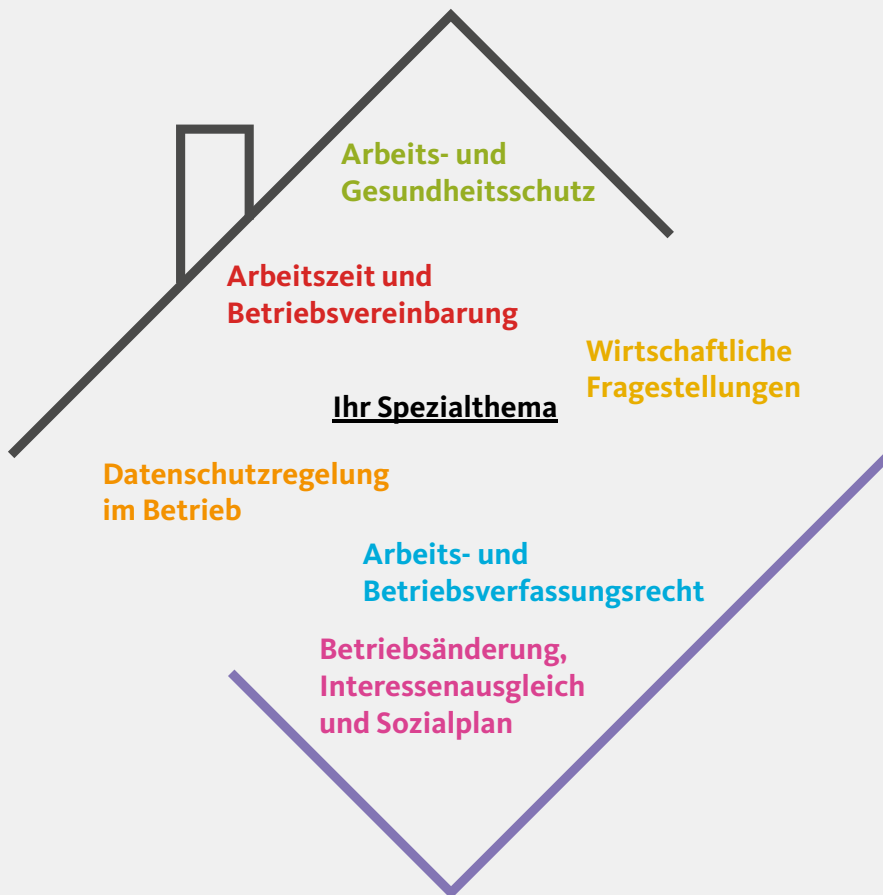 Arbeits- und
Gesundheitsschutz
Arbeitszeit und
Betriebsvereinbarung
Wirtschaftliche
Fragestellungen
Ihr Spezialthema
Datenschutzregelung
im Betrieb
Arbeits- und
Betriebsverfassungsrecht
Betriebsänderung,
Interessenausgleich
und Sozialplan